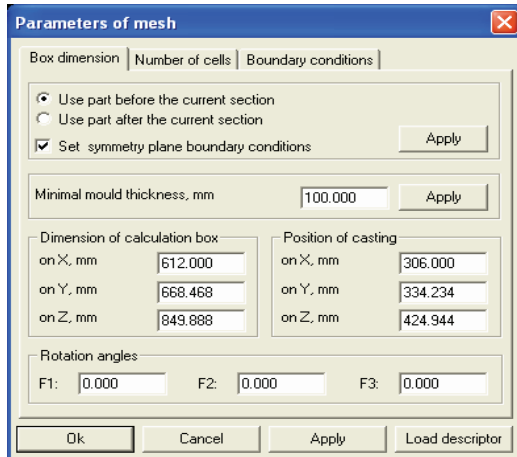 Parameters of mesh
Box dimension Number of cells Boundary conditions
Use part before the current section
Use part after the current section
Set symmetry plane boundary conditions Apply
Minimal mould thickness, mm 100.000 Apply
Dimension of calculation box Position of casting
on X, mm 612.000 on X, mm 306.000
on Y, mm 668.468 on Y, mm 334.234
on Z, mm 849.888 on Z, mm 424.944
Rotation angles
F1: 0.000 F2: 0.000 F3: 0.000
Ok Cancel Apply Load descriptor